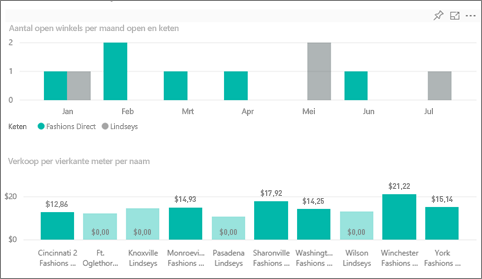 Aantal open winkels per maand open en keten
2
1
0
Jan Feb Mrt Apr Mei Jun Jul
Keten Fashions Direct Lindseys
Verkoop per vierkante meter per naam
$20
$0
$12,86 $0,00 $0,00 $14,93 $0,00 $17,92 $14,25 $0,00 $21,22 $15,14
Cincinnati 2 Ft. Knoxville Monroevi... Pasadena Sharonville Washingt... Wilson Winchester York
Fashions ... Oglethor... Lindseys Fashions ... Lindseys Fashions ... Fashions ... Lindseys Fashions ... Fashions ...